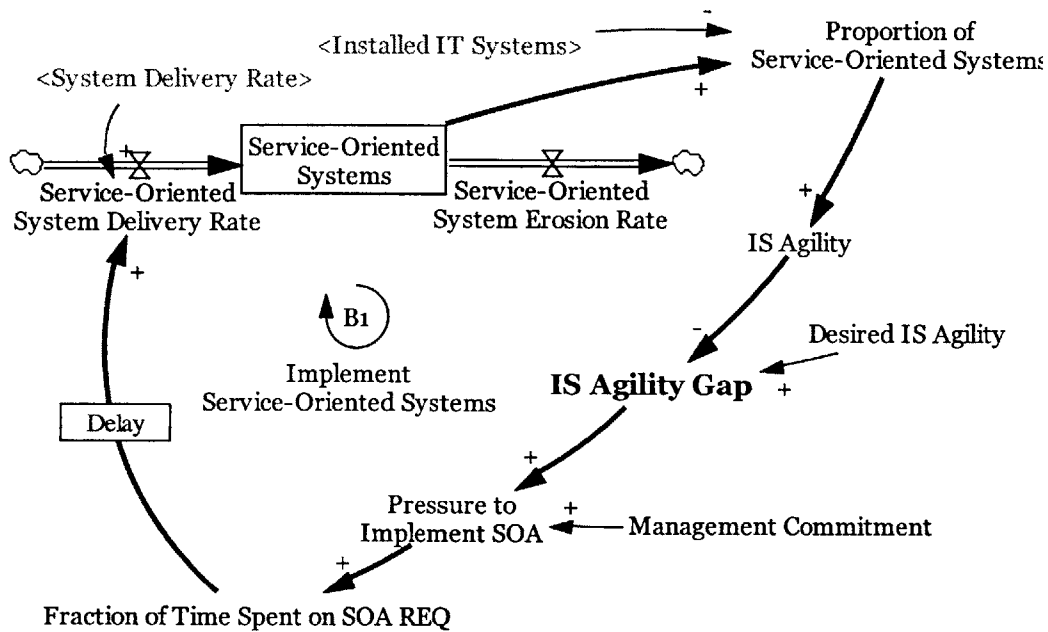 -
<Installed IT Systems>
Proportion of
Service-Oriented Systems
+
<System Delivery Rate>
+
Service-Oriented
Systems
Service-Oriented
System Delivery Rate
Service-Oriented
System Erosion Rate
+
IS Agility
+
B1
Implement
Service-Oriented Systems
-
Desired IS Agility
IS Agility Gap
+
Delay
+
Pressure to
Implement SOA
+
Management Commitment
+
Fraction of Time Spent on SOA REQ